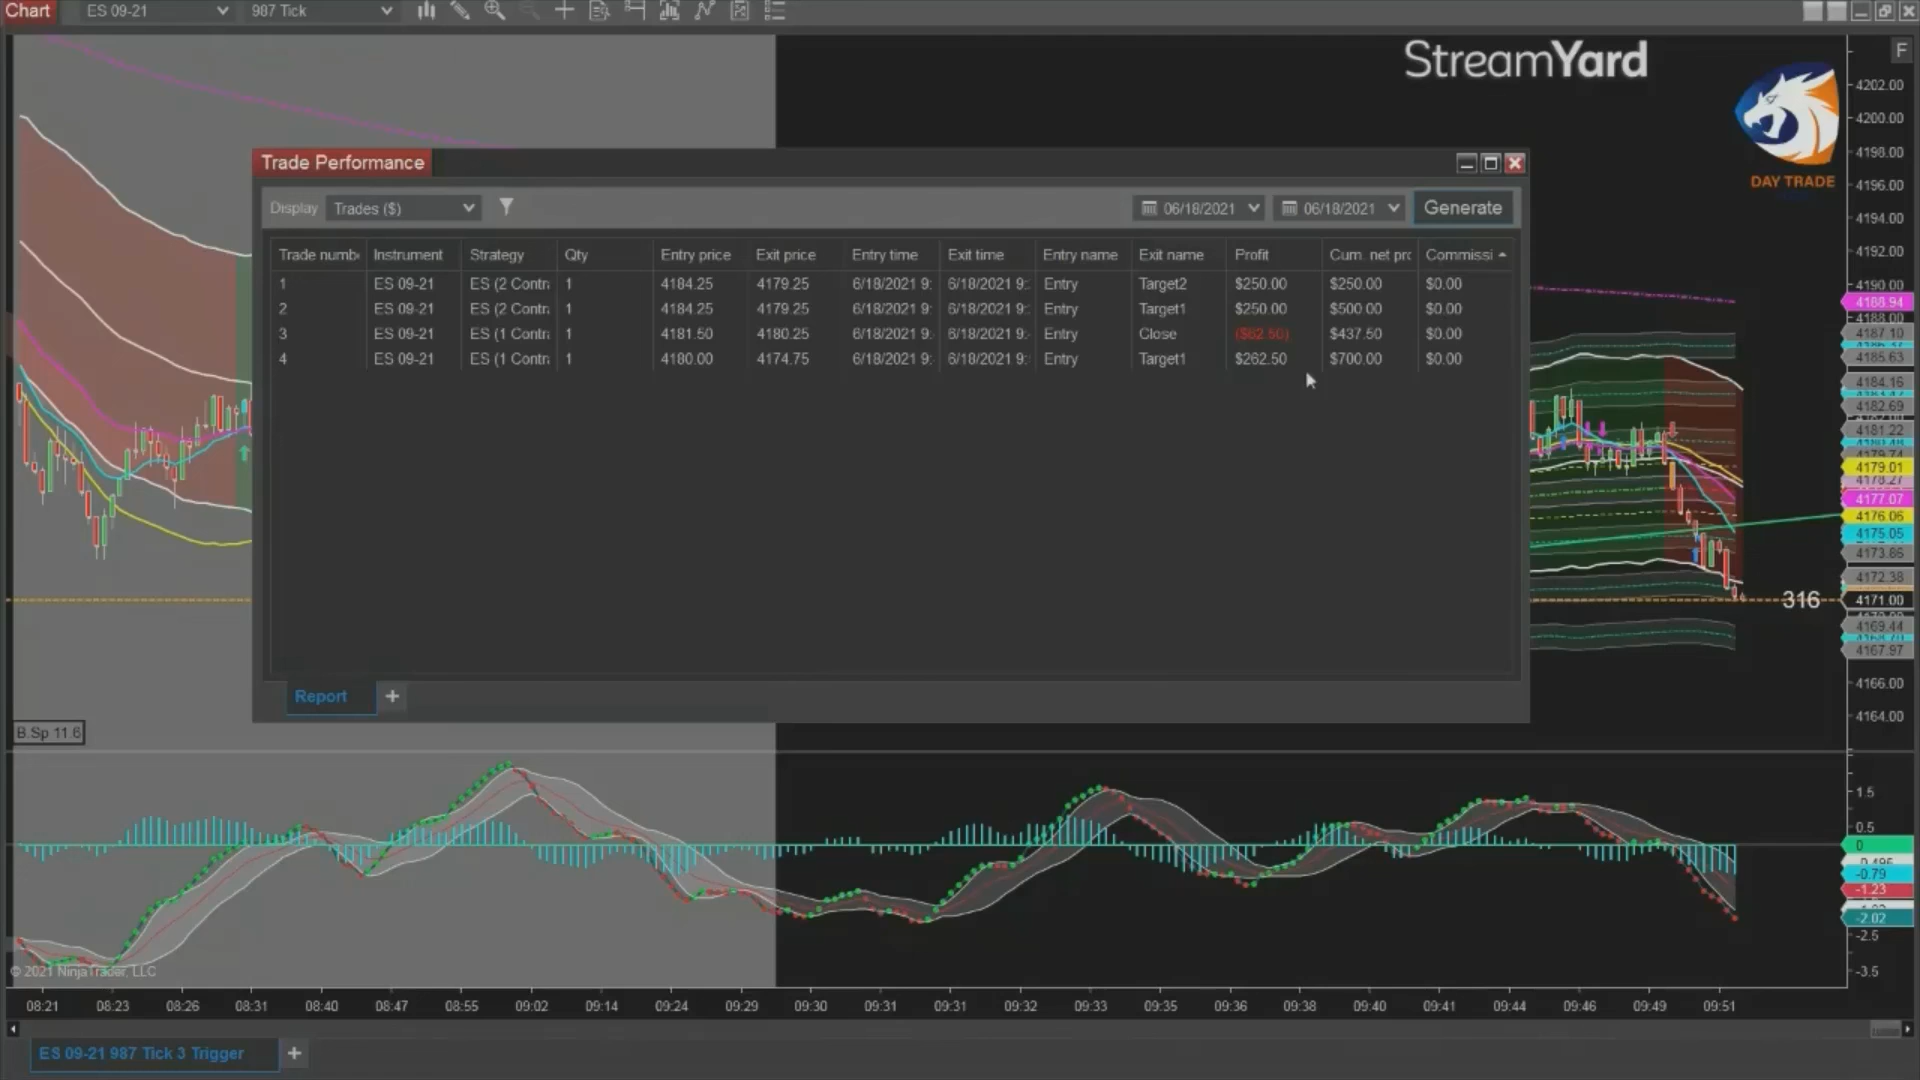 Chart ES 09-21 987 Tick
StreamYard
F
DAY TRADE
Trade Performance
Display Trades ($) 06/18/2021 06/18/2021 Generate
Trade numb Instrument Strategy Qty Entry price Exit price Entry time Exit time Entry name Exit name Profit Cum. net prc Commissi
1 ES 09-21 ES (2 Contr 1 4184.25 4179.25 6/18/2021 9: 6/18/2021 9: Entry Target2 $250.00 $250.00 $0.00
2 ES 09-21 ES (2 Contr 1 4184.25 4179.25 6/18/2021 9: 6/18/2021 9: Entry Target1 $250.00 $500.00 $0.00
3 ES 09-21 ES (1 Contr 1 4181.50 4180.25 6/18/2021 9: 6/18/2021 9: Entry Close ($62.50) $437.50 $0.00
4 ES 09-21 ES (1 Contr 1 4180.00 4174.75 6/18/2021 9: 6/18/2021 9: Entry Target1 $262.50 $700.00 $0.00
Report +
4202.00
4200.00
4198.00
4196.00
4194.00
4192.00
4190.00
4188.94
4188.00
4187.10
4185.63
4184.16
4182.69
4181.22
4179.74
4179.01
4178.27
4177.07
4176.06
4175.05
4173.86
4172.38
316 4171.00
4169.44
4167.97
4166.00
4164.00
B.Sp 11.6
1.5
0.5
0
-0.79
-1.23
-2.02
-2.5
-3.5
© 2021 NinjaTrader, LLC
08:21 08:23 08:26 08:31 08:40 08:47 08:55 09:02 09:14 09:24 09:29 09:30 09:31 09:31 09:32 09:33 09:35 09:36 09:38 09:40 09:41 09:44 09:46 09:49 09:51
ES 09-21 987 Tick 3 Trigger +